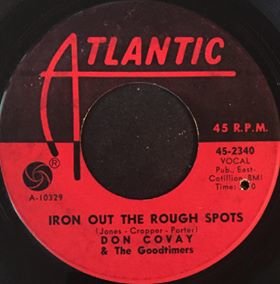 ATLANTIC
45 R.P.M.
45-2340
VOCAL
Pub., East-
Cotillion-BMI
Time:
®
A-10329
IRON OUT THE ROUGH SPOTS
(Jones - Cropper - Porter)
DON COVAY
& The Goodtimers